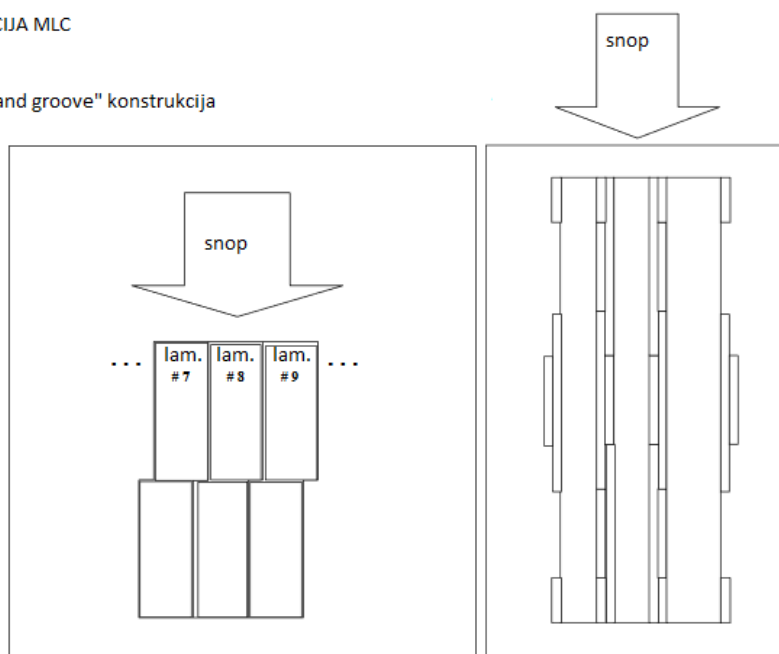 CIJA MLC
snop
and groove" konstrukcija
snop
... lam. lam. lam. ...
#7 #8 #9